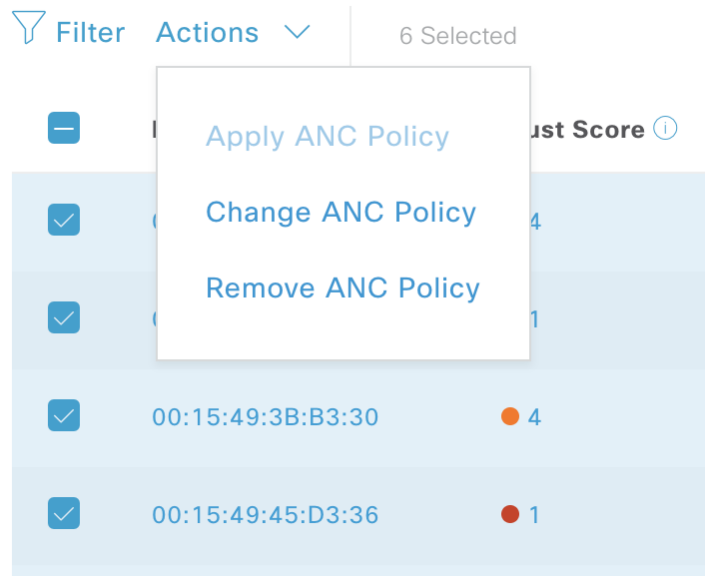 Filter Actions 6 Selected
ust Score i
Apply ANC Policy
Change ANC Policy
4
Remove ANC Policy
1
00:15:49:3B:B3:30 4
00:15:49:45:D3:36 1